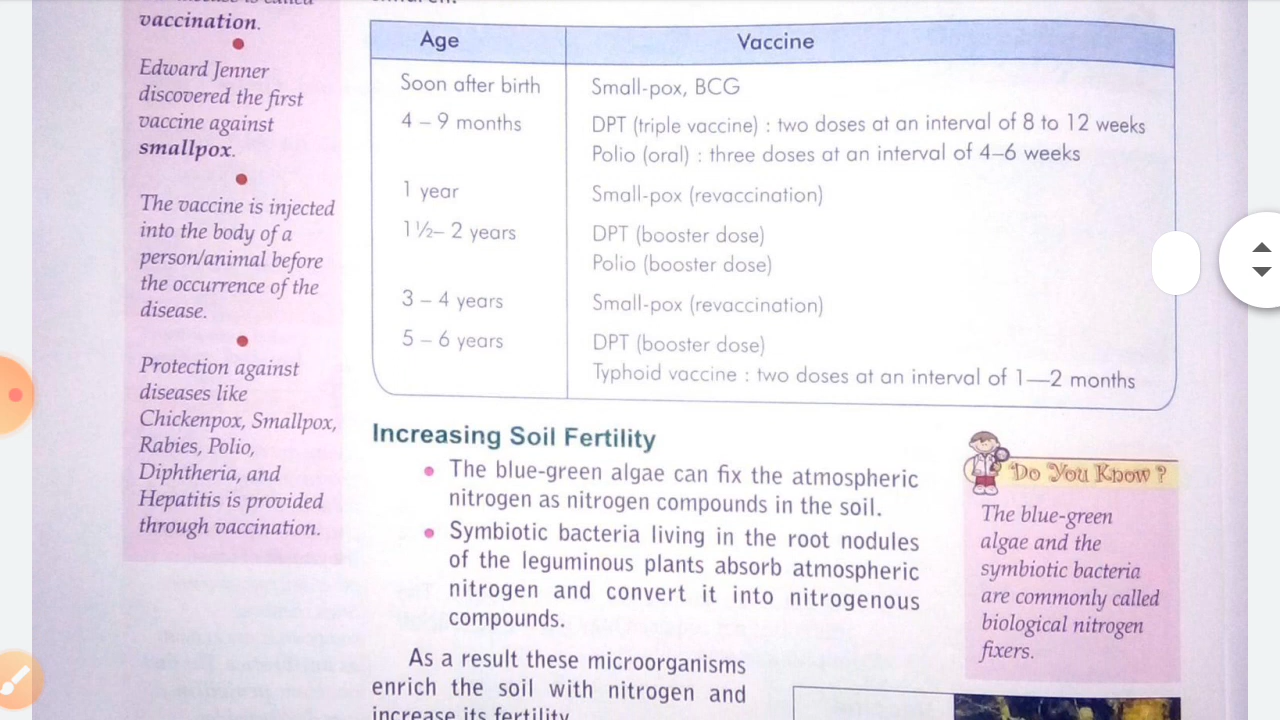 vaccination.
Edward Jenner
discovered the first
vaccine against
smallpox.
The vaccine is injected
into the body of a
person/animal before
the occurrence of the
disease.
Protection against
diseases like
Chickenpox, Smallpox,
Rabies, Polio,
Diphtheria, and
Hepatitis is provided
through vaccination.
Age Vaccine
Soon after birth Small-pox, BCG
4 – 9 months DPT (triple vaccine) : two doses at an interval of 8 to 12 weeks
Polio (oral) : three doses at an interval of 4–6 weeks
1 year Small-pox (revaccination)
1½– 2 years DPT (booster dose)
Polio (booster dose)
3 – 4 years Small-pox (revaccination)
5 – 6 years DPT (booster dose)
Typhoid vaccine : two doses at an interval of 1—2 months
Increasing Soil Fertility
• The blue-green algae can fix the atmospheric
nitrogen as nitrogen compounds in the soil.
• Symbiotic bacteria living in the root nodules
of the leguminous plants absorb atmospheric
nitrogen and convert it into nitrogenous
compounds.
As a result these microorganisms
enrich the soil with nitrogen and
increase its fertility
Do You Know ?
The blue-green
algae and the
symbiotic bacteria
are commonly called
biological nitrogen
fixers.